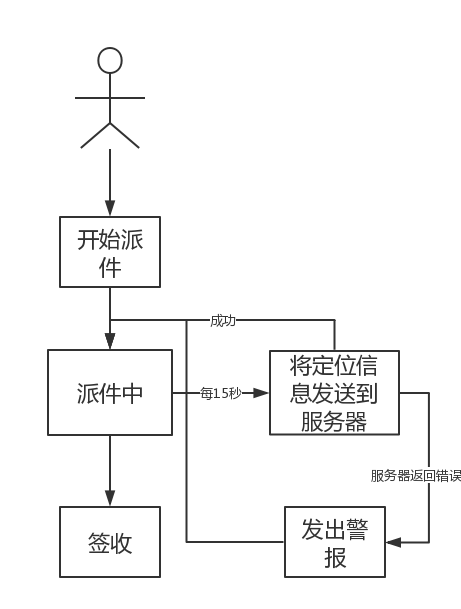 开始派
件
成功
派件中
每15秒
将定位信
息发送到
服务器
服务器返回错误
签收
发出警
报